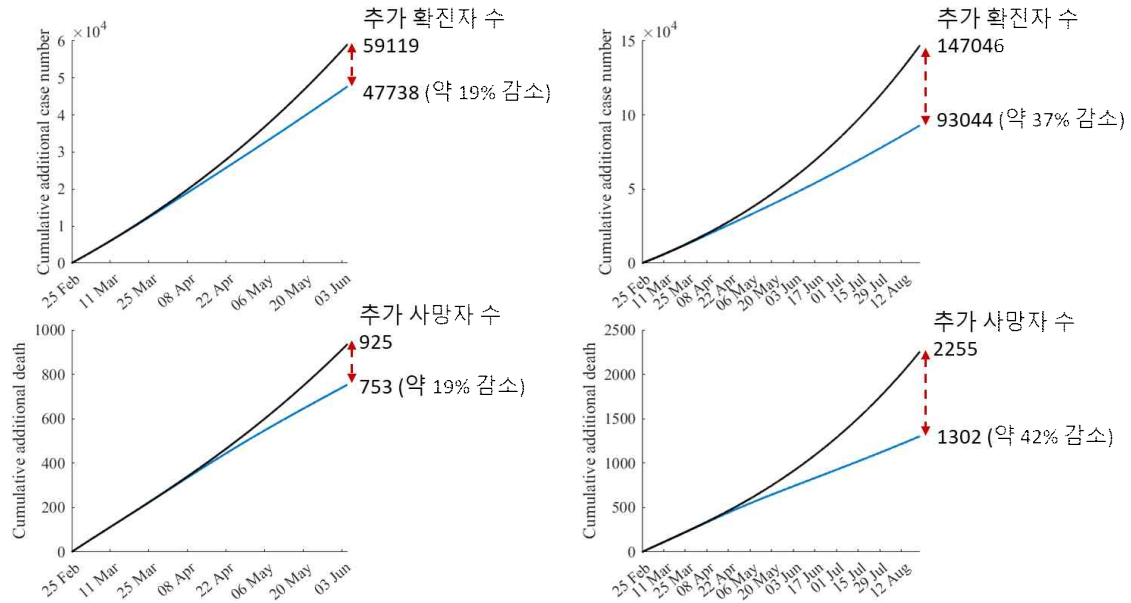 추가 확진자 수
×10⁴
59119
47738 (약 19% 감소)
Cumulative additional case number
6
5
4
3
2
1
0
25 Feb
11 Mar
25 Mar
08 Apr
22 Apr
06 May
20 May
03 Jun
추가 확진자 수
×10⁴
147046
93044 (약 37% 감소)
Cumulative additional case number
15
10
5
0
25 Feb
11 Mar
25 Mar
08 Apr
22 Apr
06 May
20 May
03 Jun
17 Jun
01 Jul
15 Jul
29 Jul
12 Aug
추가 사망자 수
925
753 (약 19% 감소)
Cumulative additional death
1000
800
600
400
200
0
25 Feb
11 Mar
25 Mar
08 Apr
22 Apr
06 May
20 May
03 Jun
추가 사망자 수
2255
1302 (약 42% 감소)
Cumulative additional death
2500
2000
1500
1000
500
0
25 Feb
11 Mar
25 Mar
08 Apr
22 Apr
06 May
20 May
03 Jun
17 Jun
01 Jul
15 Jul
29 Jul
12 Aug